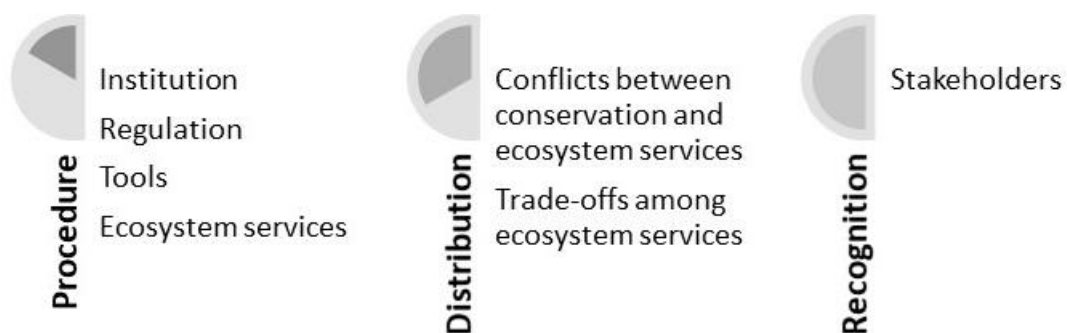 Procedure
Institution
Regulation
Tools
Ecosystem services
Distribution
Conflicts between
conservation and
ecosystem services
Trade-offs among
ecosystem services
Recognition
Stakeholders